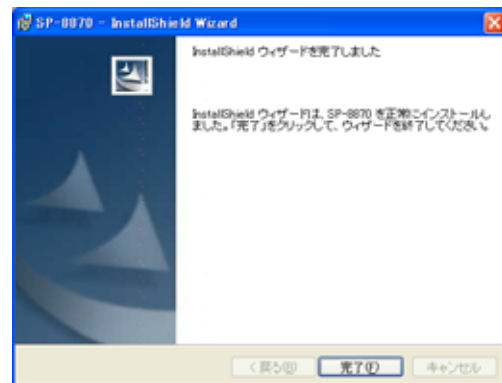 SP-8870 - InstallShield Wizard
InstallShield ウィザードを完了しました
InstallShield ウィザードは、SP-8870 を正常にインストールし
ました。「完了」をクリックして、ウィザードを終了してください。
< 戻る(B) 完了(F) キャンセル